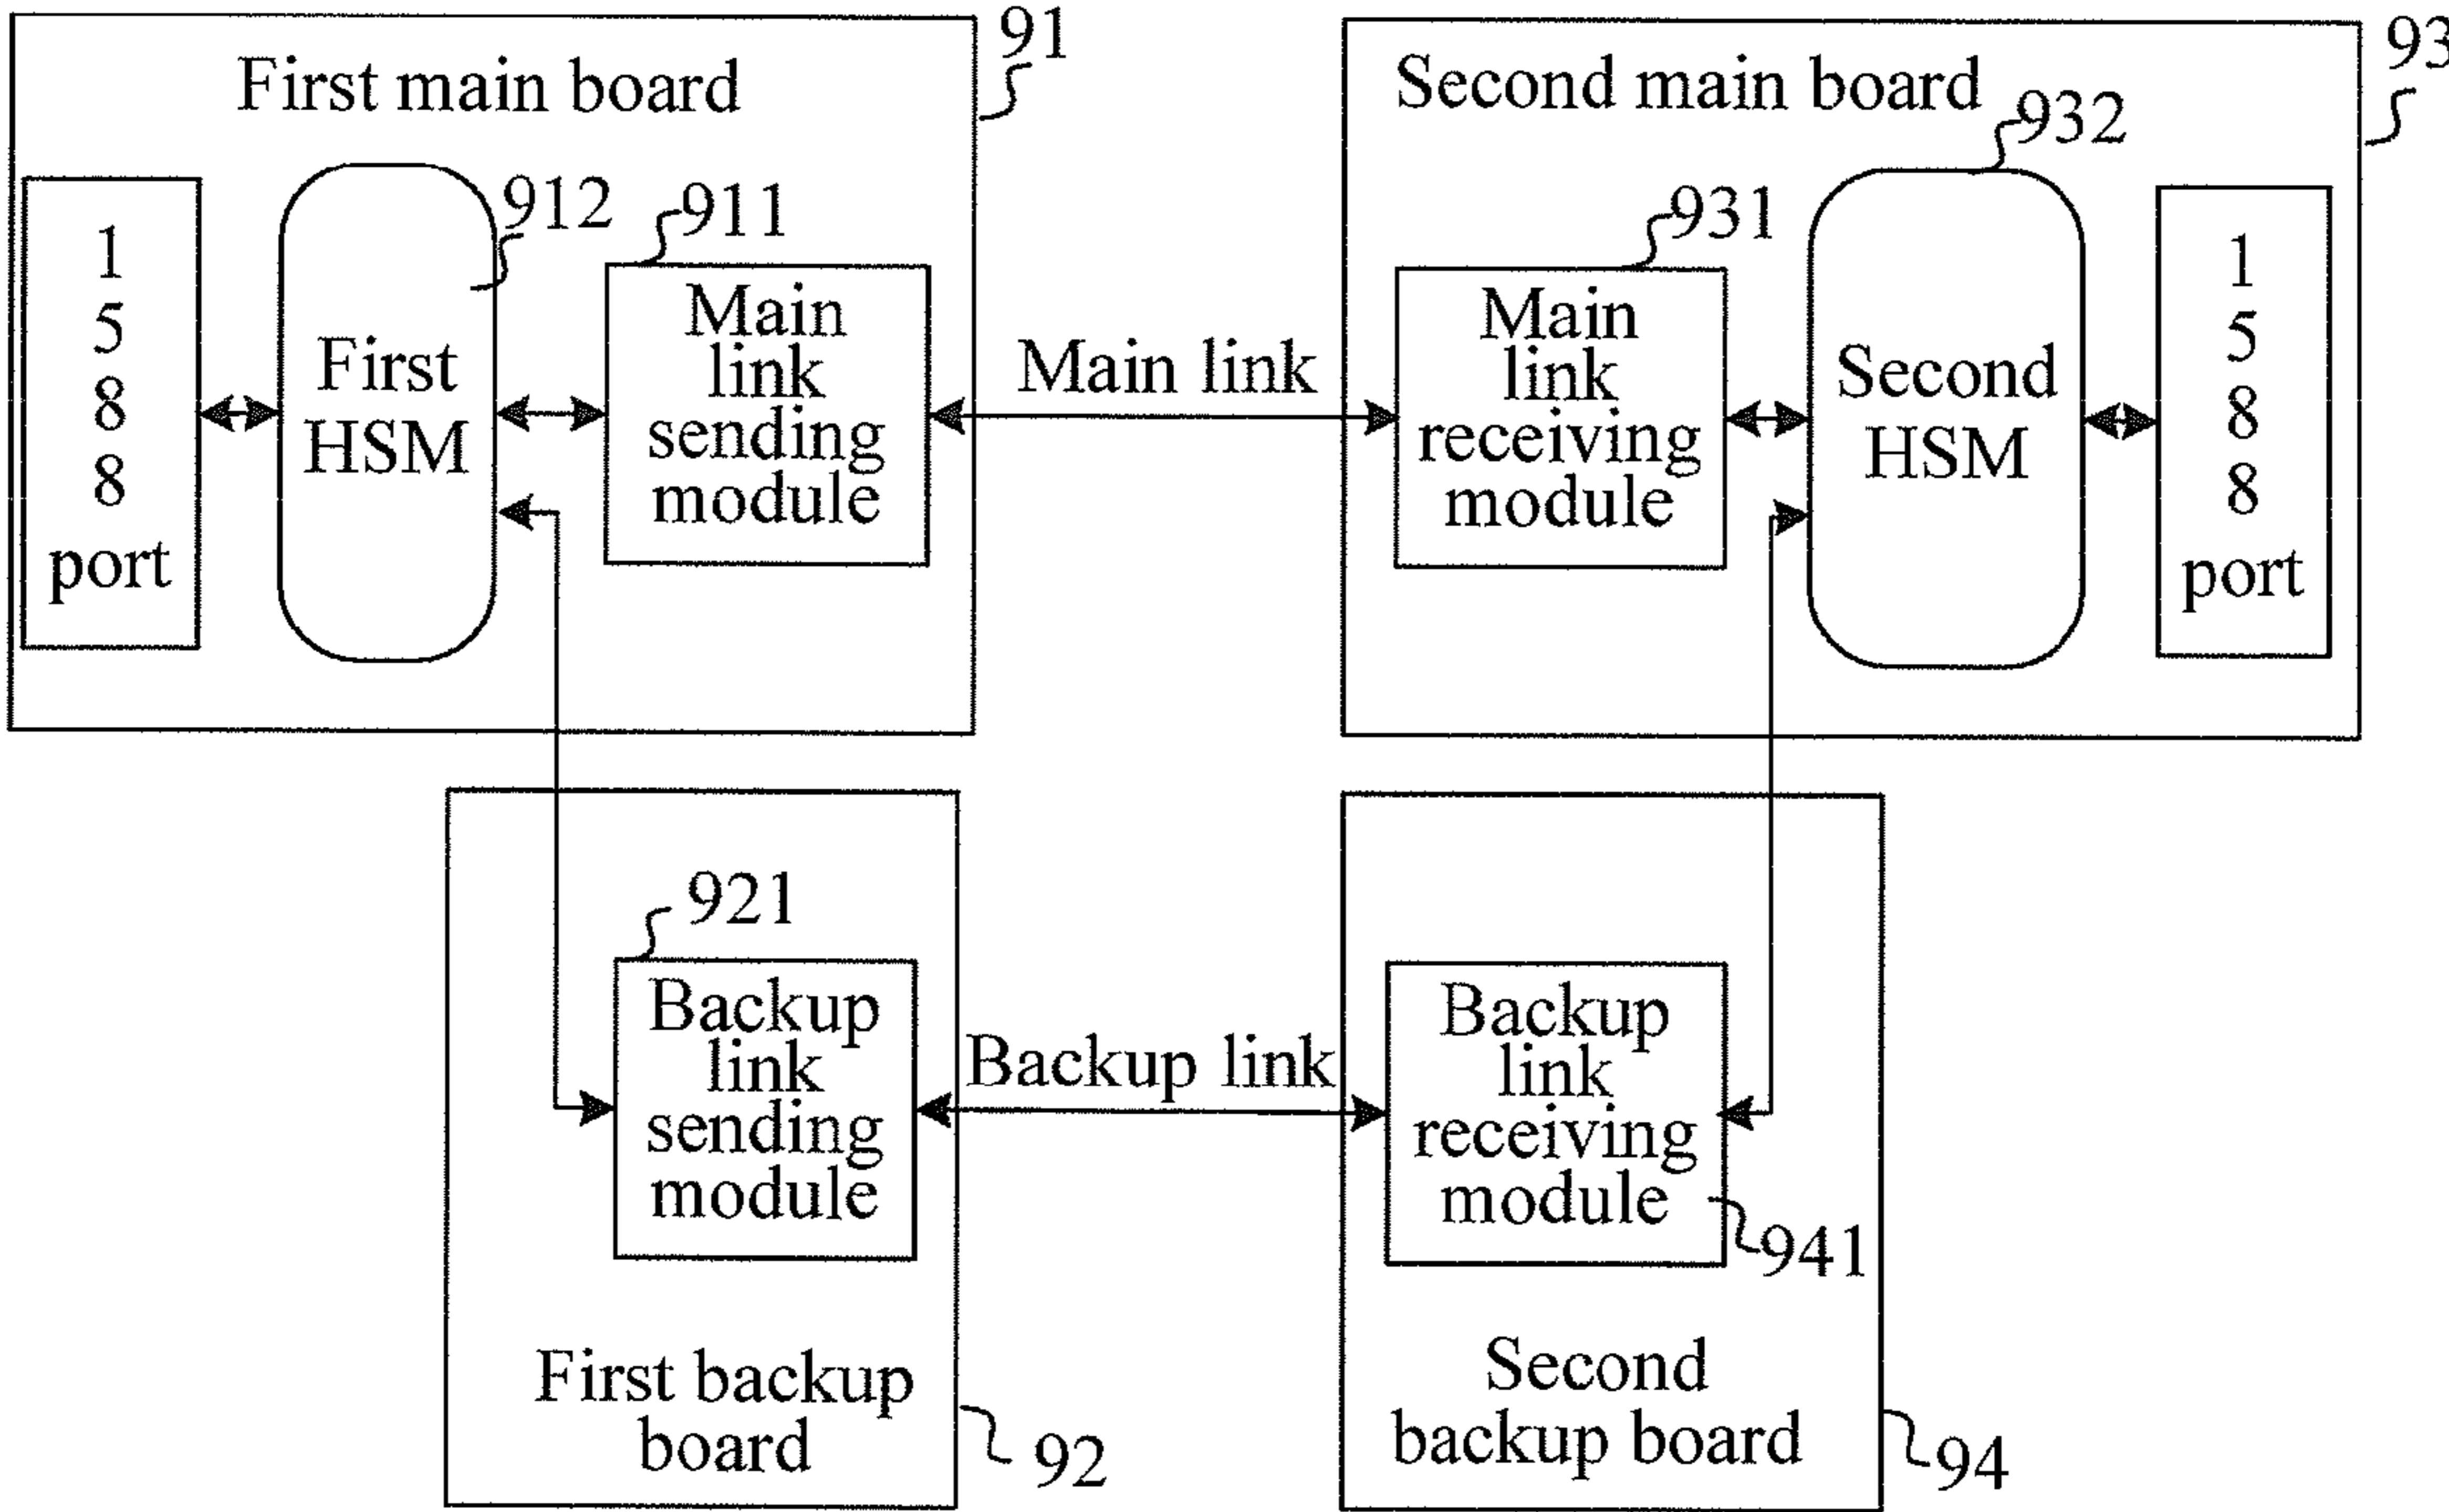 First main board
91
1
5
8
8
port
First
HSM
912
911
Main
link
sending
module
Main link
Second main board
93
932
931
Main
link
receiving
module
Second
HSM
1
5
8
8
port
921
Backup
link
sending
module
First backup
board
92
Backup link
Backup
link
receiving
module
941
Second
backup board
94